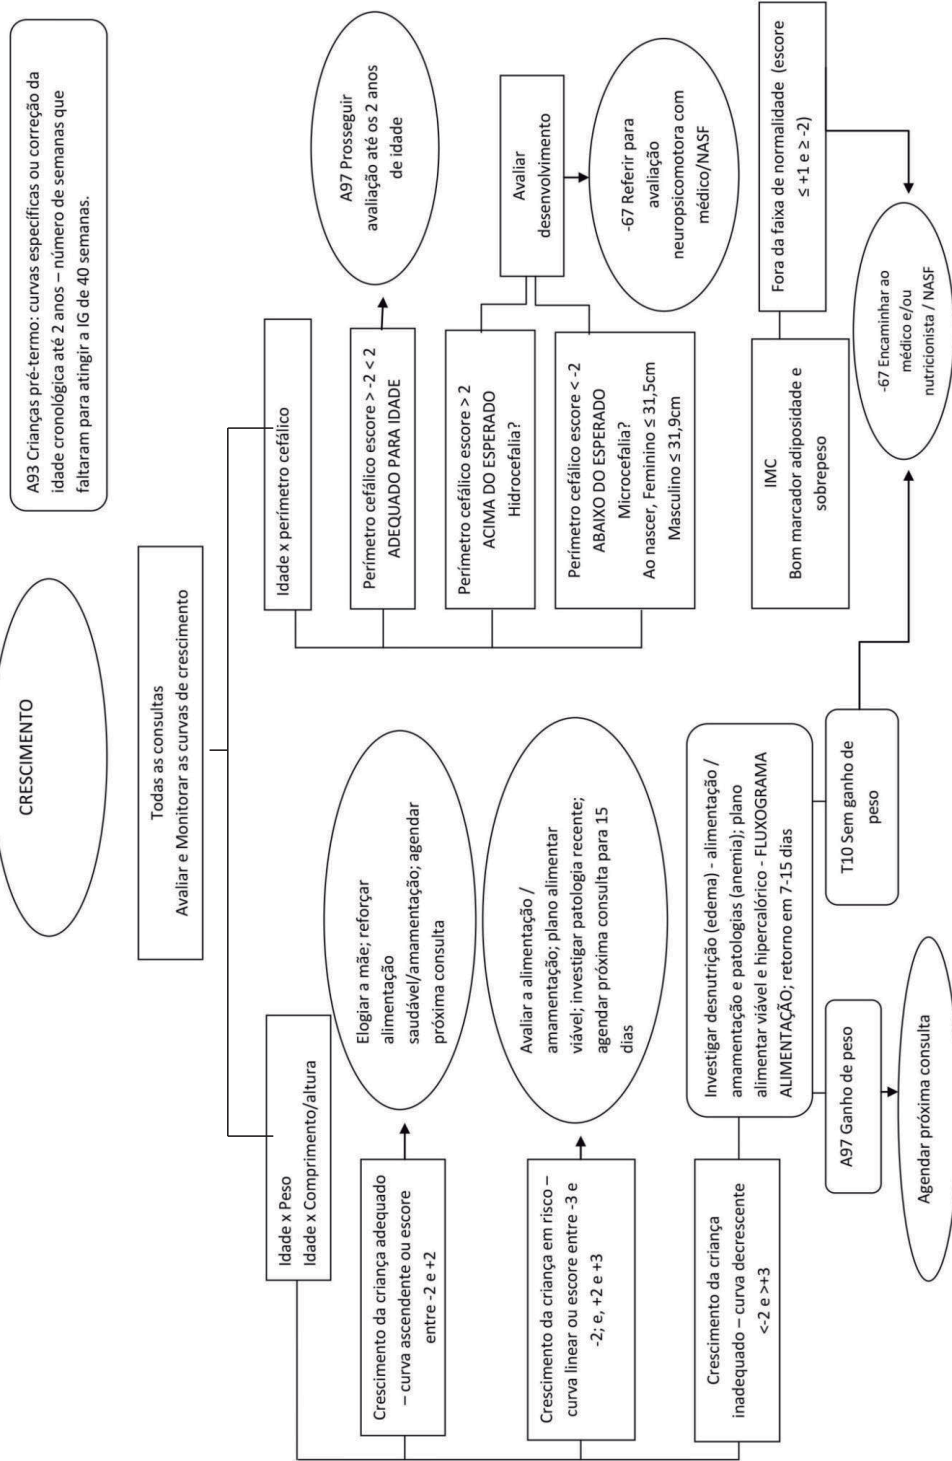 CRESCIMENTO
A93 Crianças pré-termo: curvas específicas ou correção da
idade cronológica até 2 anos – número de semanas que
faltaram para atingir a IG de 40 semanas.
Todas as consultas
Avaliar e Monitorar as curvas de crescimento
Idade x Peso
Idade x Comprimento/altura
Crescimento da criança adequado
– curva ascendente ou escore
entre -2 e +2
Elogiar a mãe; reforçar
alimentação
saudável/amamentação; agendar
próxima consulta
Crescimento da criança em risco –
curva linear ou escore entre -3 e
-2; e, +2 e +3
Avaliar a alimentação /
amamentação; plano alimentar
viável; investigar patologia recente;
agendar próxima consulta para 15
dias
Crescimento da criança
inadequado – curva decrescente
<-2 e >+3
Investigar desnutrição (edema) - alimentação /
amamentação e patologias (anemia); plano
alimentar viável e hipercalórico - FLUXOGRAMA
ALIMENTAÇÃO; retorno em 7-15 dias
A97 Ganho de peso
T10 Sem ganho de
peso
Agendar próxima consulta
Idade x perímetro cefálico
Perímetro cefálico escore > -2 < 2
ADEQUADO PARA IDADE
A97 Prosseguir
avaliação até os 2 anos
de idade
Perímetro cefálico escore > 2
ACIMA DO ESPERADO
Hidrocefalia?
Perímetro cefálico escore < -2
ABAIXO DO ESPERADO
Microcefalia?
Ao nascer, Feminino ≤ 31,5cm
Masculino ≤ 31,9cm
Avaliar
desenvolvimento
-67 Referir para
avaliação
neuropsicomotora com
médico/NASF
IMC
Bom marcador adiposidade e
sobrepeso
Fora da faixa de normalidade (escore
≤ +1 e ≥ -2)
-67 Encaminhar ao
médico e/ou
nutricionista / NASF